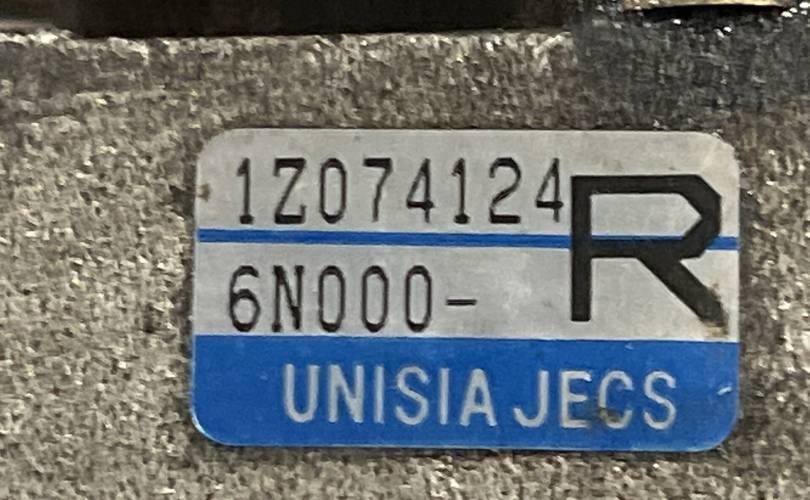 1Z074124 R
6N000-
UNISIA JECS